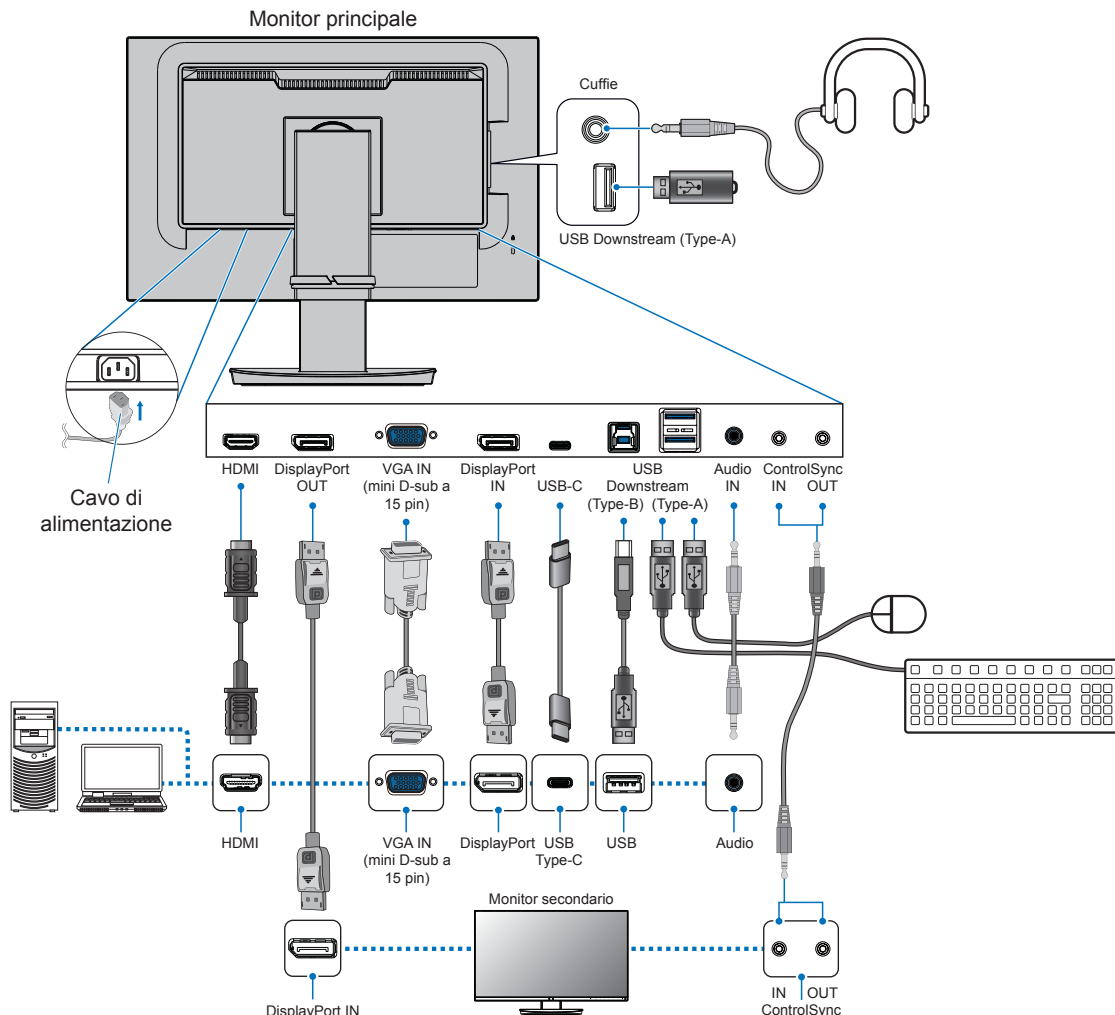 Monitor principale
Cuffie
USB Downstream (Type-A)
Cavo di
alimentazione
HDMI
DisplayPort
OUT
VGA IN
(mini D-sub a
15 pin)
DisplayPort
IN
USB-C
USB
Downstream
(Type-B) (Type-A)
Audio
IN
ControlSync
IN OUT
HDMI
VGA IN
(mini D-sub a
15 pin)
DisplayPort
USB
Type-C
USB
Audio
Monitor secondario
DisplayPort IN
IN OUT
ControlSync